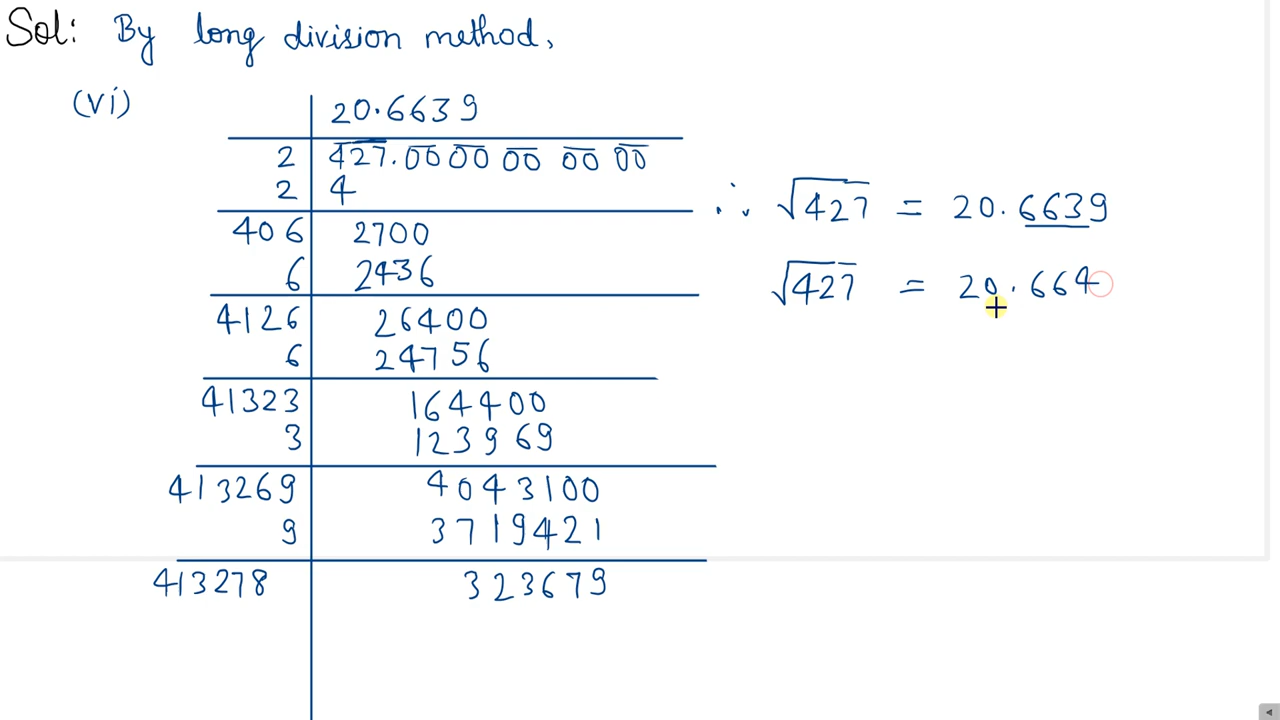 Sol: By long division method,
(vi)
20.6639
2 427.00 00 00 00 00
2 4
406 2700
6 2436
4126 26400
6 24756
41323 164400
3 123969
413269 4043100
9 3719421
413278 323679
∴ √427 = 20.6639
√427 = 20.664